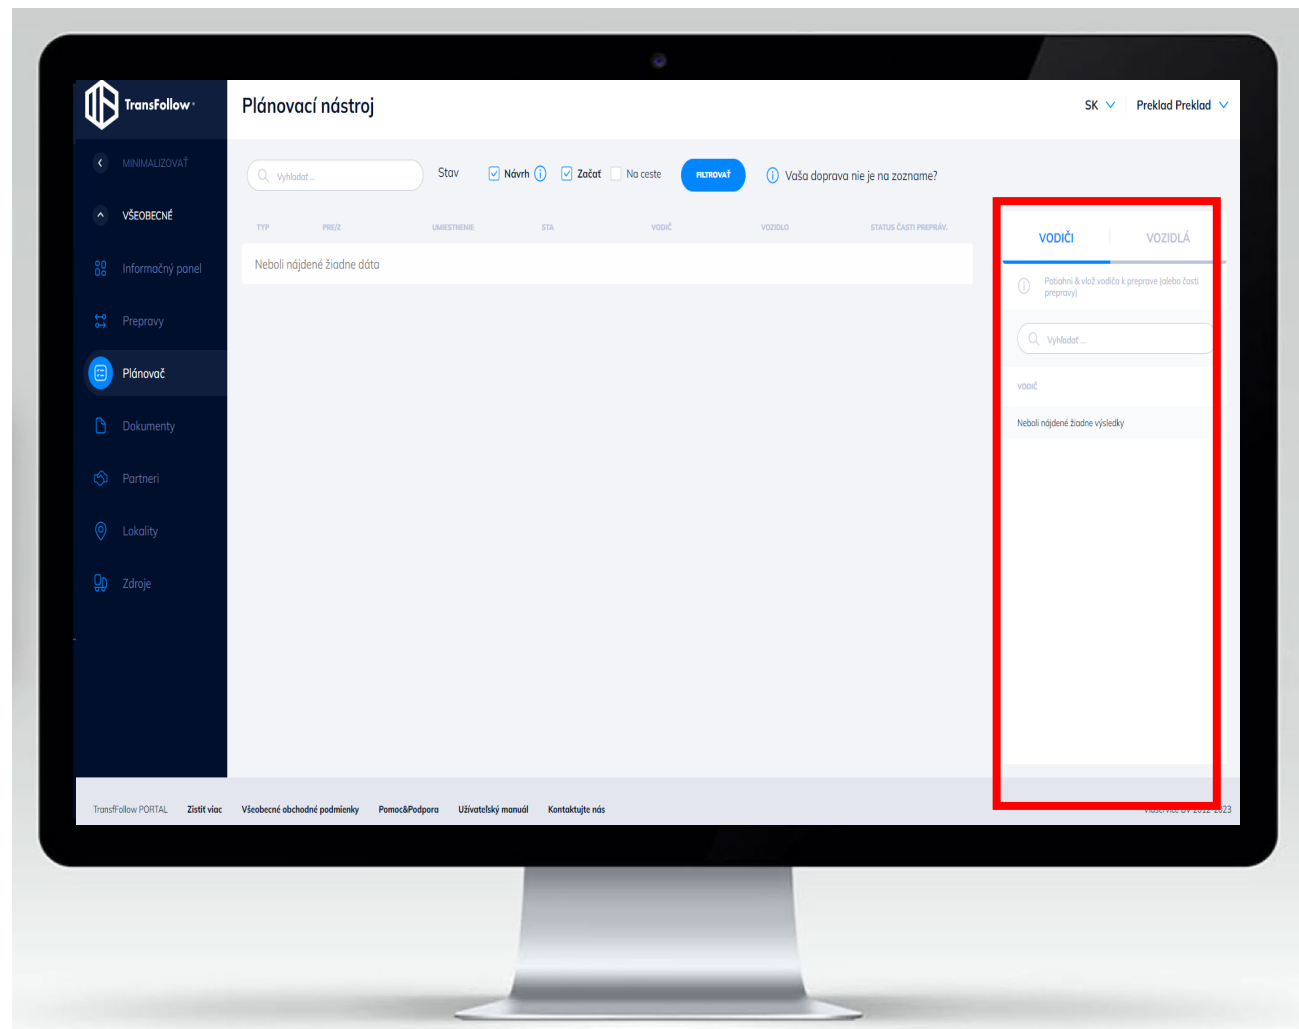 TransFollow
Plánovací nástroj
SK
Preklad Preklad
MINIMALIZOVAŤ
Vyhľadať ...
Stav
Návrh
Začať
Na ceste
FILTROVAŤ
Vaša doprava nie je na zozname?
VŠEOBECNÉ
TYP
PRE/Z
UMIESTNENIE
STA
VODIČ
VOZIDLO
STATUS ČASTI PREPRÁV.
VODIČI
VOZIDLÁ
Neboli nájdené žiadne dáta
Informačný panel
Potiahni & vlož vodiča k preprave (alebo časti
prepravy)
Prepravy
Vyhľadať ...
Plánovač
VODIČ
Dokumenty
Neboli nájdené žiadne výsledky
Partneri
Lokality
Zdroje
TransfFollow PORTAL
Zistiť viac
Všeobecné obchodné podmienky
Pomoc&Podpora
Užívateľský manuál
Kontaktujte nás